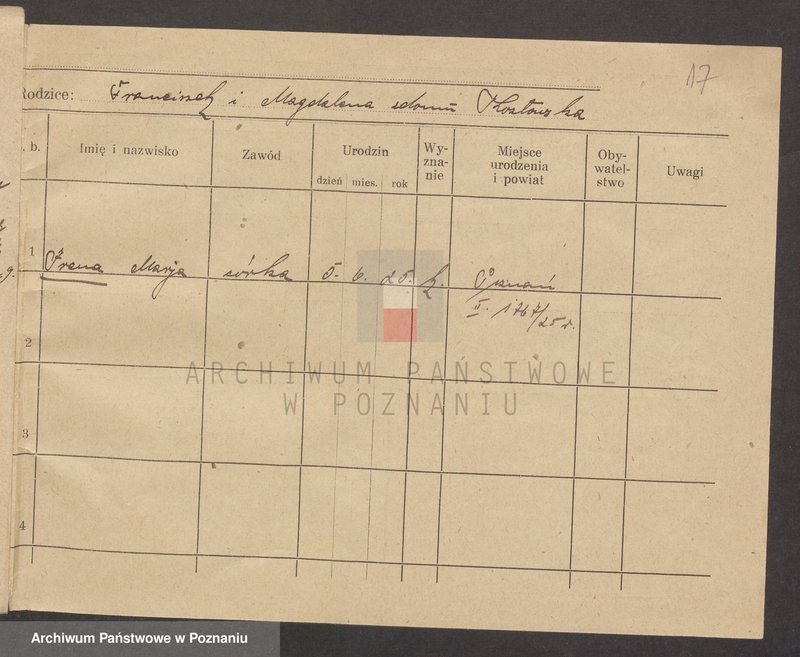 17
Rodzice: Franciszek i Magdalena z domu
l. b.
Imię i nazwisko
Zawód
Urodzin
dzień mies. rok
Wy-
zna-
nie
Miejsce
urodzenia
i powiat
Oby-
watel-
stwo
Uwagi
1 Irena Marja córka 5. 6. 25. k. Poznań
II. 1767/25 r.
2
3
4
ARCHIWUM PAŃSTWOWE
W POZNANIU
Archiwum Państwowe w Poznaniu